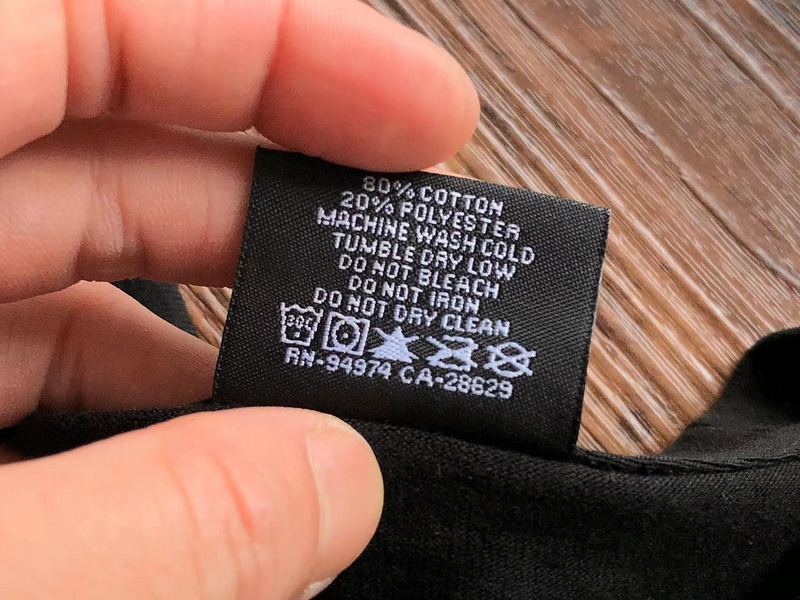 80% COTTON
20% POLYESTER
MACHINE WASH COLD
TUMBLE DRY LOW
DO NOT BLEACH
DO NOT IRON
DO NOT DRY CLEAN
30C
RN-94974 CA-28629